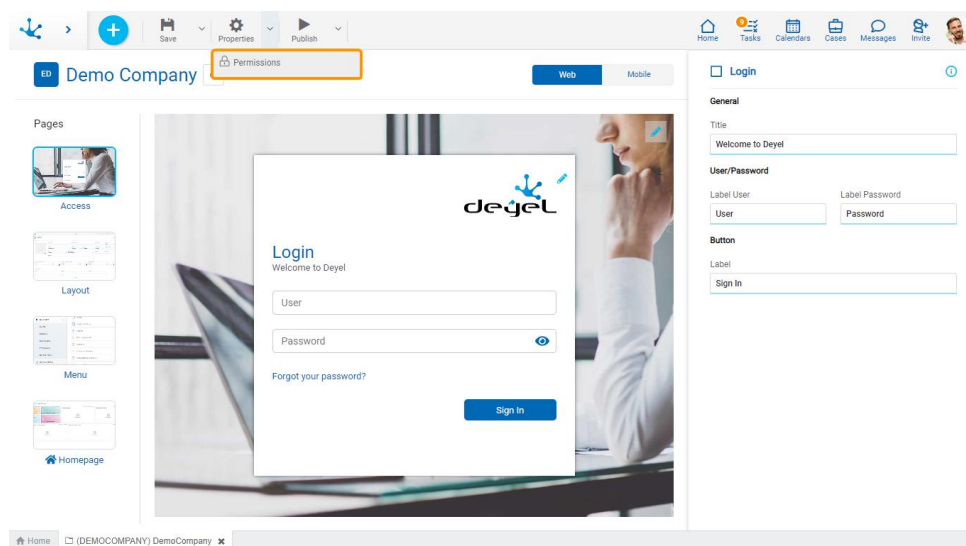 Save
Properties
Publish
Home
9
Tasks
Calendars
Cases
Messages
Invite
Permissions
ED
Demo Company
Web
Mobile
Login
General
Title
Welcome to Deyel
User/Password
Label User
Label Password
User
Password
Button
Label
Sign In
Pages
Access
Layout
Menu
Homepage
deyel
Login
Welcome to Deyel
User
Password
Forgot your password?
Sign In
Home
(DEMOCOMPANY) DemoCompany